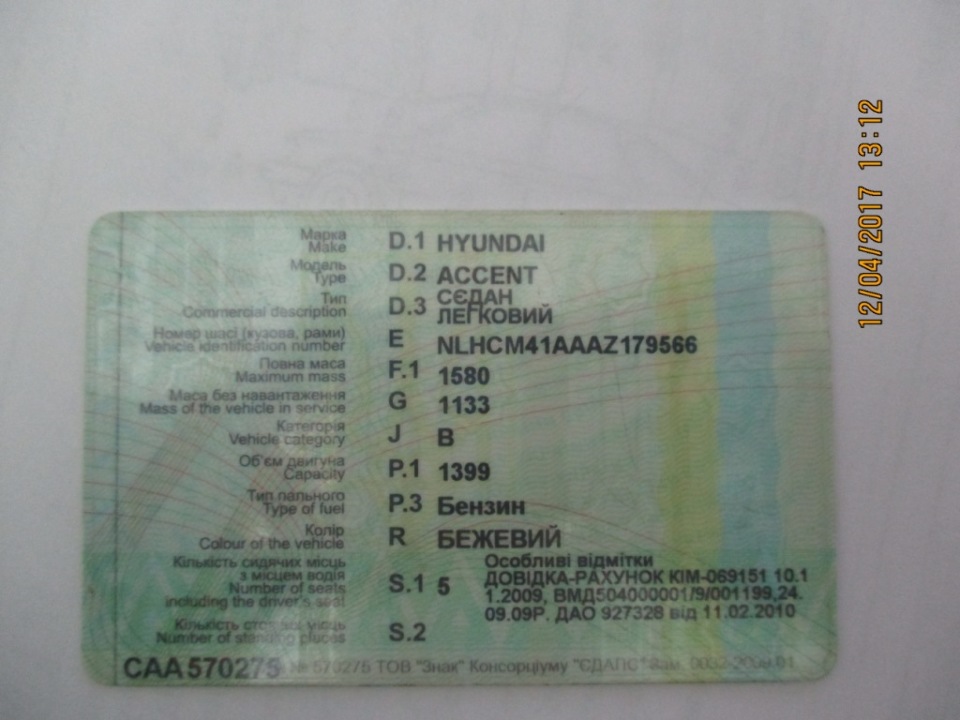 12/04/2017 13:12
Марка
Make
D.1 HYUNDAI
Модель
Type
D.2 ACCENT
Тип
Commercial description
D.3 СЄДАН
ЛЕГКОВИЙ
Номер шасі (кузова, рами)
Vehicle identification number
E NLHCM41AAAZ179566
Повна маса
Maximum mass
F.1 1580
Маса без навантаження
Mass of the vehicle in service
G 1133
Категорія
Vehicle category
J B
Об'єм двигуна
Capacity
P.1 1399
Тип пального
Type of fuel
P.3 Бензин
Колір
Colour of the vehicle
R БЕЖЕВИЙ
Кількість сидячих місць
з місцем водія
Number of seats
including the driver's seat
S.1 5
Особливі відмітки
ДОВІДКА-РАХУНОК КІМ-069151 10.1
1.2009, ВМД504000001/9/001199,24.
09.09Р. ДАО 927328 від 11.02.2010
Кількість стоячих місць
Number of standing places
S.2
САА570275 № 570275 ТОВ "Знак" Консорціуму "ЄДАПС" Зам.